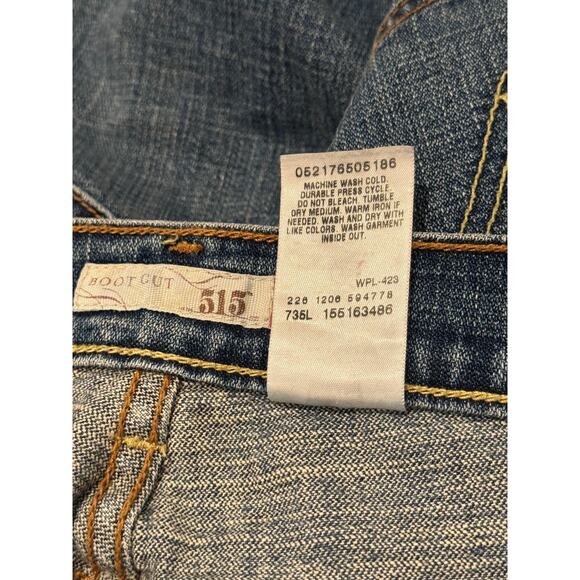 052176505186
MACHINE WASH COLD.
DURABLE PRESS CYCLE.
DO NOT BLEACH. TUMBLE
DRY MEDIUM. WARM IRON IF
NEEDED. WASH AND DRY WITH
LIKE COLORS. WASH GARMENT
INSIDE OUT.
WPL-423
226 1206 594778
735L 155163486
BOOT CUT 515